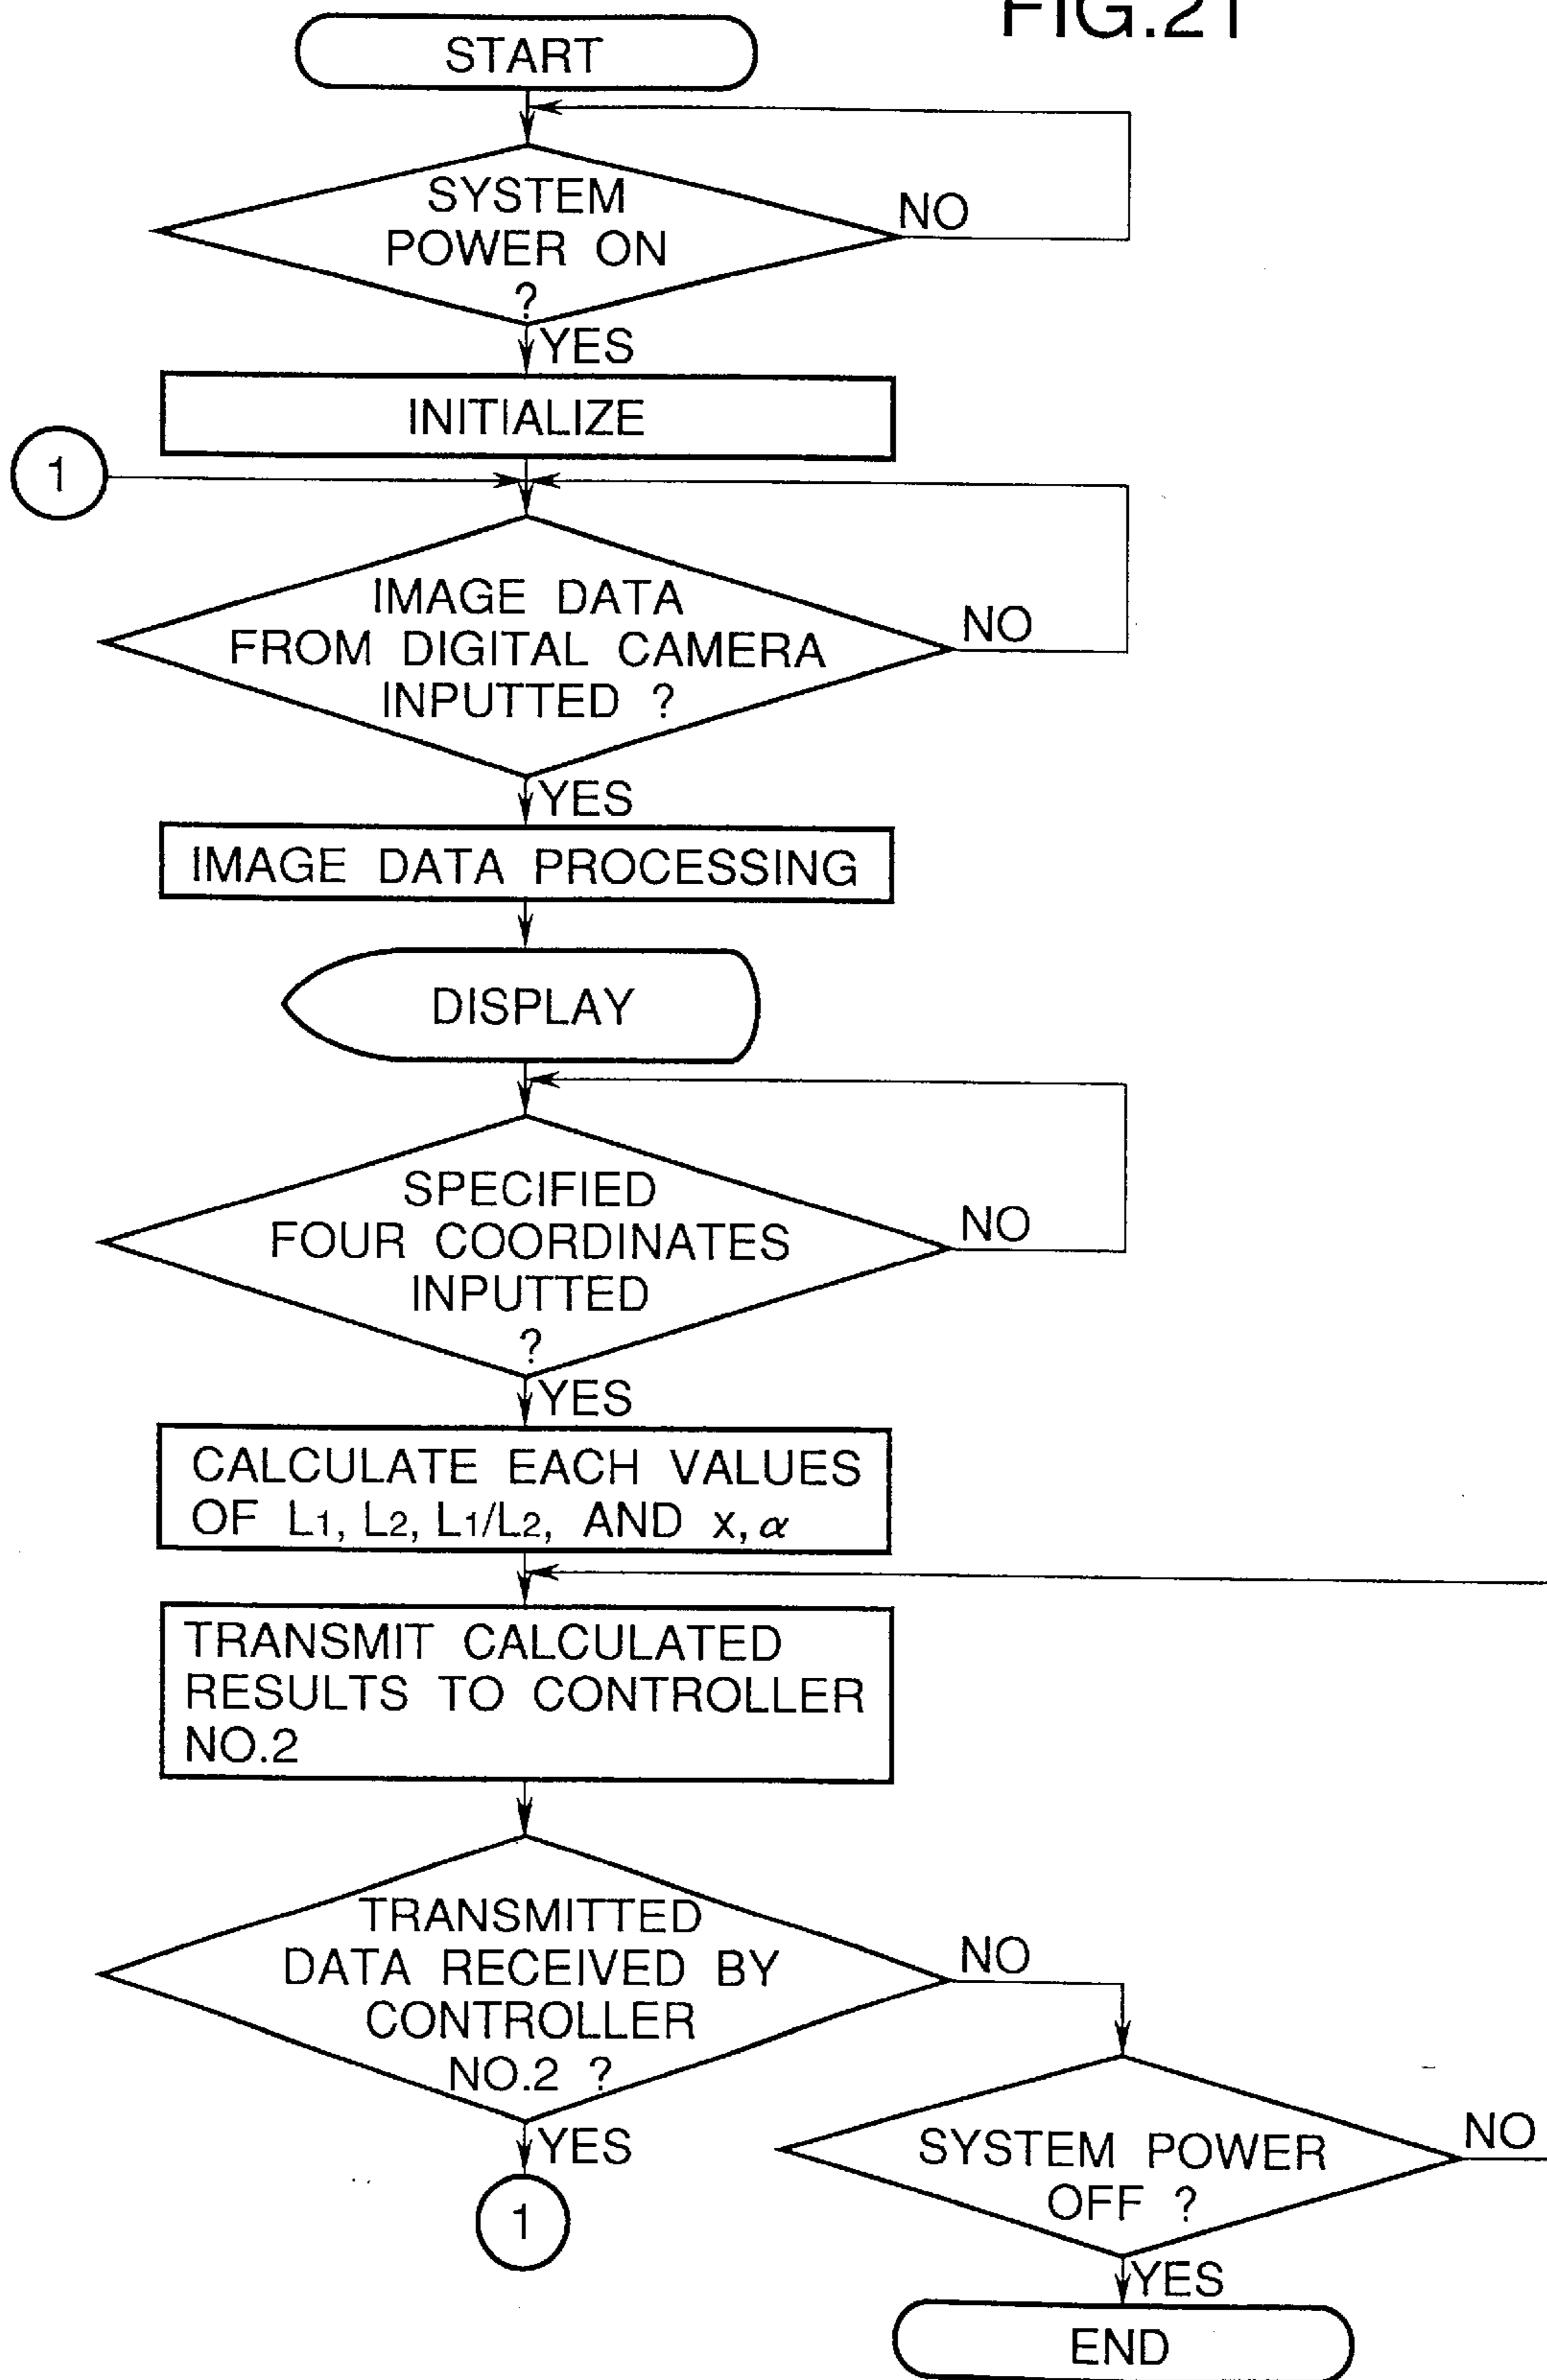 FIG.21
START
SYSTEM
POWER ON
?
NO
YES
INITIALIZE
1
IMAGE DATA
FROM DIGITAL CAMERA
INPUTTED ?
NO
YES
IMAGE DATA PROCESSING
DISPLAY
SPECIFIED
FOUR COORDINATES
INPUTTED
?
NO
YES
CALCULATE EACH VALUES
OF L1, L2, L1/L2, AND x, α
TRANSMIT CALCULATED
RESULTS TO CONTROLLER
NO.2
TRANSMITTED
DATA RECEIVED BY
CONTROLLER
NO.2 ?
NO
YES
1
SYSTEM POWER
OFF ?
NO
YES
END